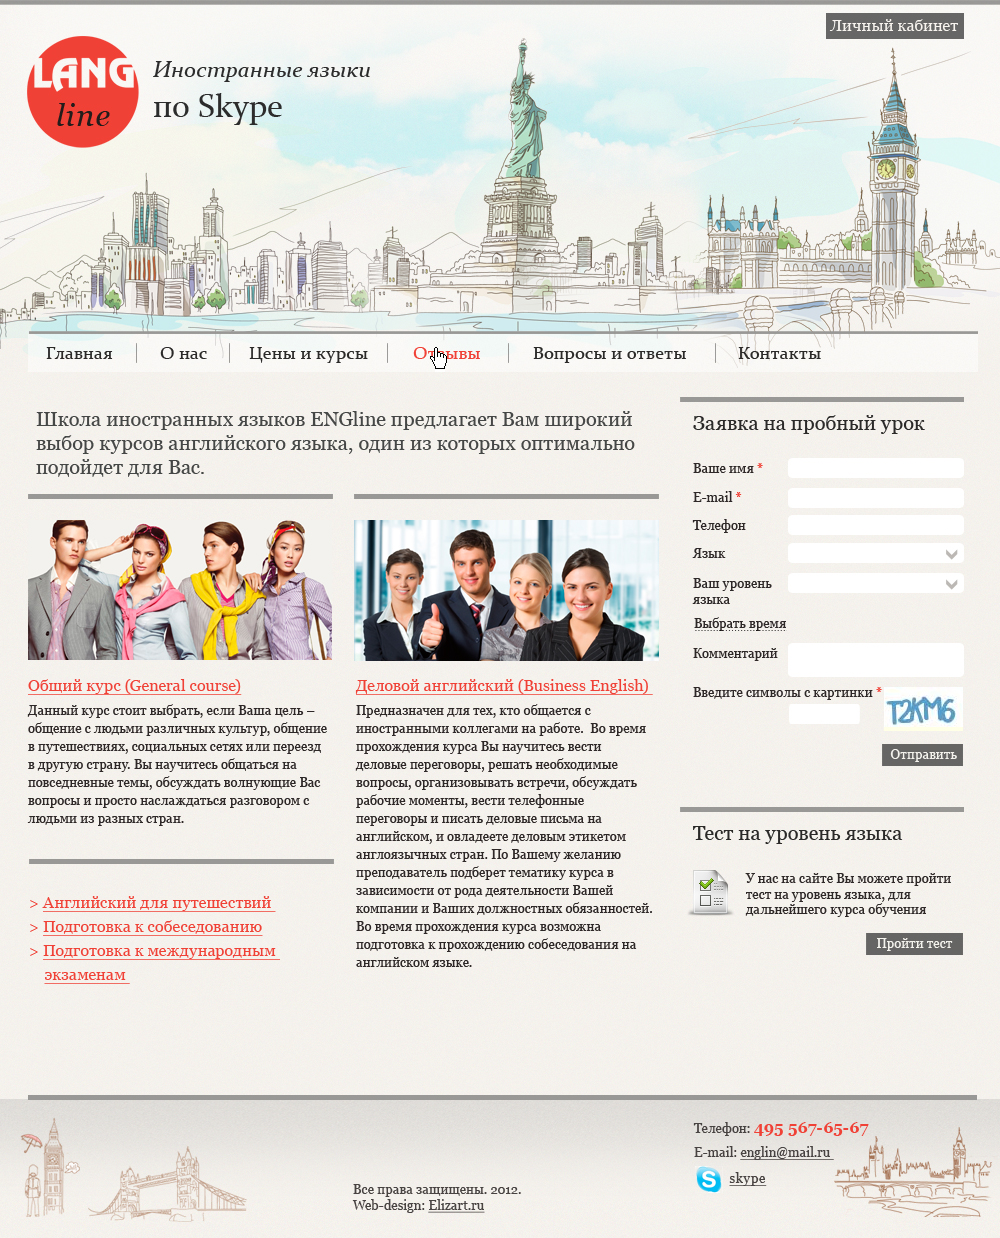 Личный кабинет
LANG
line
Иностранные языки
по Skype
Главная
О нас
Цены и курсы
Отзывы
Вопросы и ответы
Контакты
Школа иностранных языков ENGline предлагает Вам широкий
выбор курсов английского языка, один из которых оптимально
подойдет для Вас.
Общий курс (General course)
Данный курс стоит выбрать, если Ваша цель –
общение с людьми различных культур, общение
в путешествиях, социальных сетях или переезд
в другую страну. Вы научитесь общаться на
повседневные темы, обсуждать волнующие Вас
вопросы и просто наслаждаться разговором с
людьми из разных стран.
> Английский для путешествий
> Подготовка к собеседованию
> Подготовка к международным
экзаменам
Деловой английский (Business English)
Предназначен для тех, кто общается с
иностранными коллегами на работе. Во время
прохождения курса Вы научитесь вести
деловые переговоры, решать необходимые
вопросы, организовывать встречи, обсуждать
рабочие моменты, вести телефонные
переговоры и писать деловые письма на
английском, и овладеете деловым этикетом
англоязычных стран. По Вашему желанию
преподаватель подберет тематику курса в
зависимости от рода деятельности Вашей
компании и Ваших должностных обязанностей.
Во время прохождения курса возможна
подготовка к прохождению собеседования на
английском языке.
Заявка на пробный урок
Ваше имя *
E-mail *
Телефон
Язык
Ваш уровень
языка
Выбрать время
Комментарий
Введите символы с картинки *
T2KM6
Отправить
Тест на уровень языка
У нас на сайте Вы можете пройти
тест на уровень языка, для
дальнейшего курса обучения
Пройти тест
Все права защищены. 2012.
Web-design: Elizart.ru
Телефон: 495 567-65-67
E-mail: englin@mail.ru
S
skype